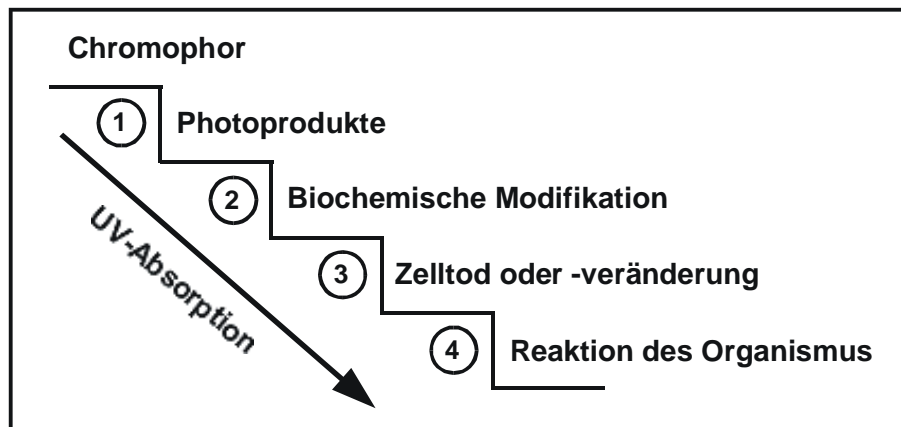 Chromophor
1 Photoprodukte
2 Biochemische Modifikation
3 Zelltod oder -veränderung
4 Reaktion des Organismus
UV-Absorption